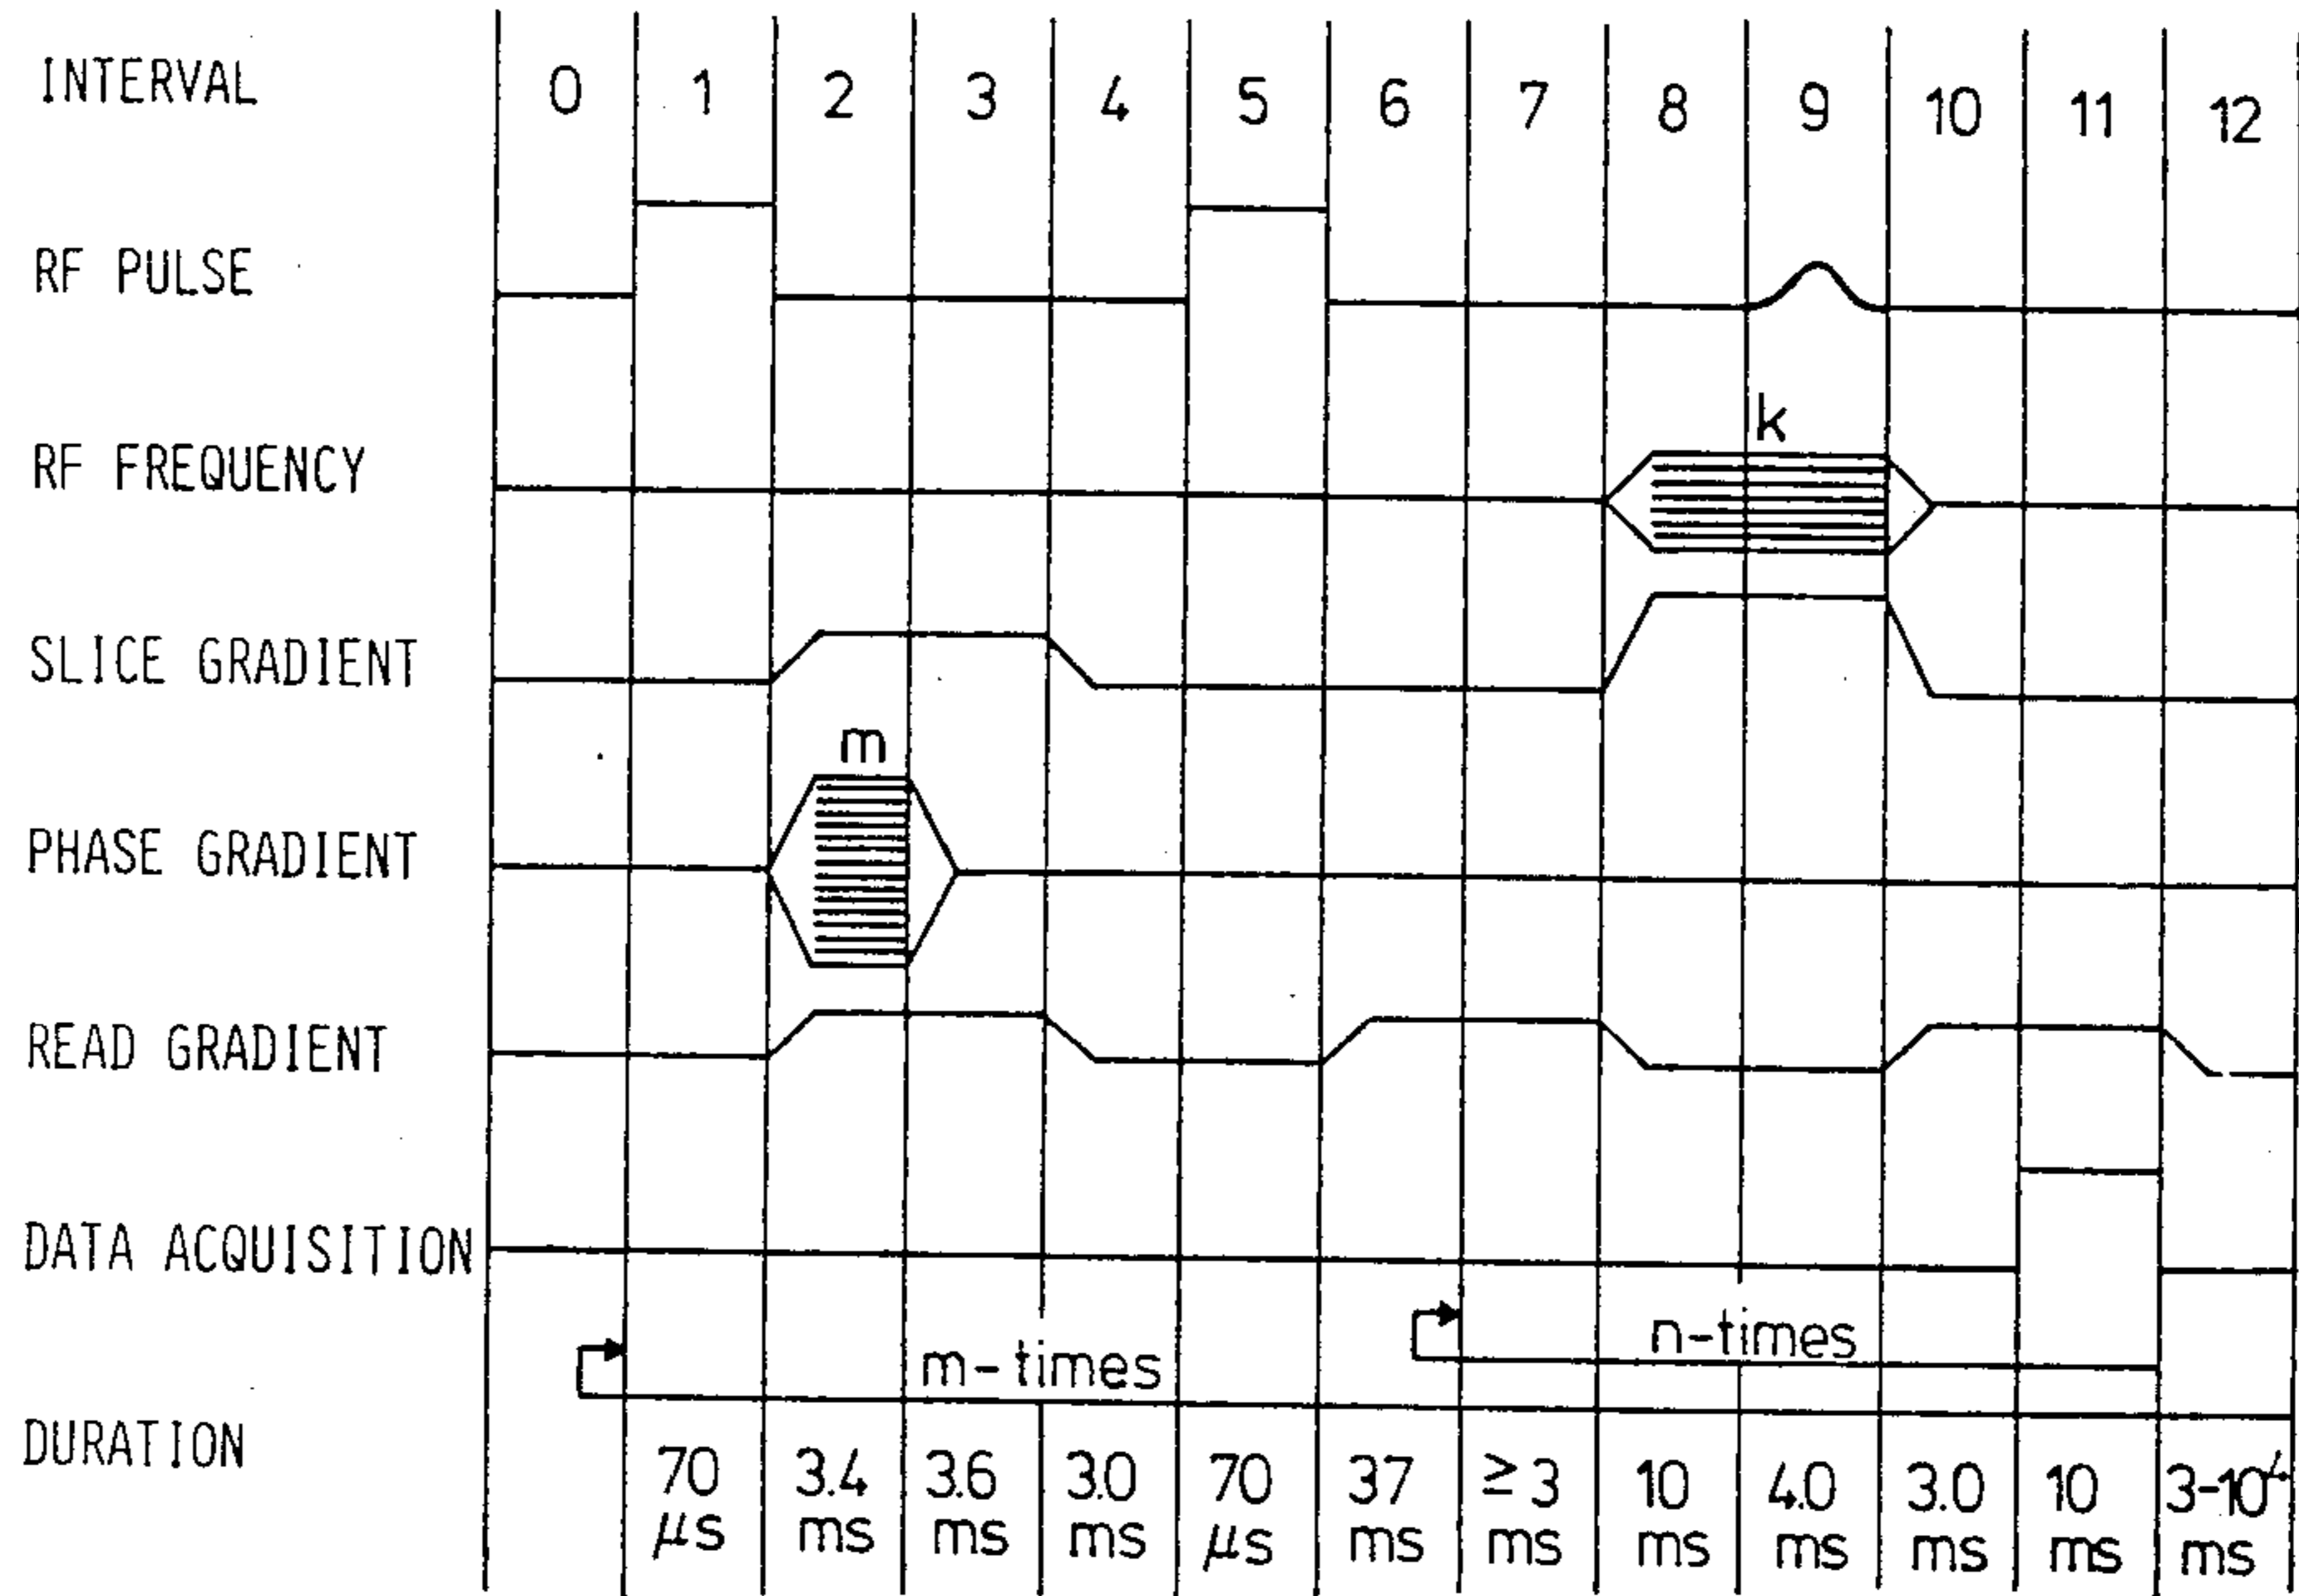 INTERVAL 0 1 2 3 4 5 6 7 8 9 10 11 12
RF PULSE
k
RF FREQUENCY
SLICE GRADIENT
m
PHASE GRADIENT
READ GRADIENT
DATA ACQUISITION
n-times
m-times
DURATION
70 3.4 3.6 3.0 70 37 ≥3 10 4.0 3.0 10 3-10⁴
μs ms ms ms μs ms ms ms ms ms ms ms